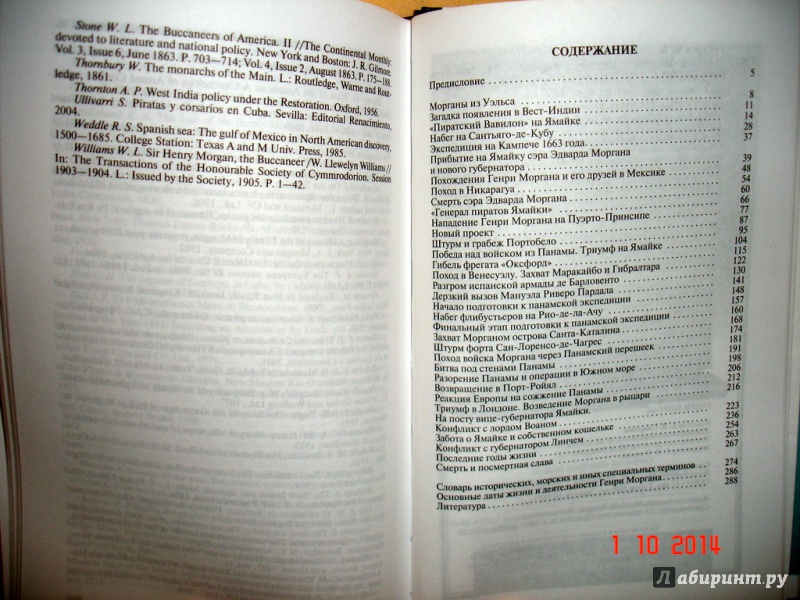 Stone W. L. The Buccaneers of America. II //The Continental Monthly:
devoted to literature and national policy. New York and Boston: J. R. Gilmore.
Vol. 3, Issue 6, June 1863. P. 703—714; Vol. 4, Issue 2, August 1863. P. 175—188.
Thornbury W. The monarchs of the Main. L.: Routledge, Warne and Rout-
ledge, 1861.
Thornton A. P. West India policy under the Restoration. Oxford, 1956.
Ullivarri S. Piratas y corsarios en Cuba. Sevilla: Editorial Renacimiento,
2004.
Weddle R. S. Spanish sea: The gulf of Mexico in North American discovery,
1500—1685. College Station: Texas A and M Univ. Press, 1985.
Williams W. L. Sir Henry Morgan, the Buccaneer /W. Llewelyn Williams //
In: The Transactions of the Honourable Society of Cymmrodorion. Session
1903—1904. L.: Issued by the Society, 1905. P. 1—42.
СОДЕРЖАНИЕ
Предисловие 5
Морганы из Уэльса 8
Загадка появления в Вест-Индии 11
«Пиратский Вавилон» на Ямайке 14
Набег на Сантьяго-де-Кубу 28
Экспедиция на Кампече 1663 года. 37
Прибытие на Ямайку сэра Эдварда Моргана
и нового губернатора 39
Похождения Генри Моргана и его друзей в Мексике 48
Поход в Никарагуа 54
Смерть сэра Эдварда Моргана 60
«Генерал пиратов Ямайки» 66
Нападение Генри Моргана на Пуэрто-Принсипе 77
Новый проект 87
Штурм и грабеж Портобело 95
Победа над войском из Панамы. Триумф на Ямайке 104
Гибель фрегата «Оксфорд» 115
Поход в Венесуэлу. Захват Маракайбо и Гибралтара 122
Разгром испанской армады де Барловенто 130
Дерзкий вызов Мануэла Риверо Пардала 141
Начало подготовки к панамской экспедиции 148
Набег флибустьеров на Рио-де-ла-Ачу 157
Финальный этап подготовки к панамской экспедиции 160
Захват Морганом острова Санта-Каталина 168
Штурм форта Сан-Лоренсо-де-Чагрес 174
Поход войска Моргана через Панамский перешеек 181
Битва под стенами Панамы 191
Разорение Панамы и операции в Южном море 198
Возвращение в Порт-Ройял 206
Реакция Европы на сожжение Панамы 212
Триумф в Лондоне. Возведение Моргана в рыцари 216
На посту вице-губернатора Ямайки. 223
Конфликт с лордом Воаном 236
Забота о Ямайке и собственном кошельке 254
Конфликт с губернатором Линчем 263
Последние годы жизни 267
Смерть и посмертная слава 274
Словарь исторических, морских и иных специальных терминов 286
Основные даты жизни и деятельности Генри Моргана 288
Литература
1 10 2014
Лабиринт.ру